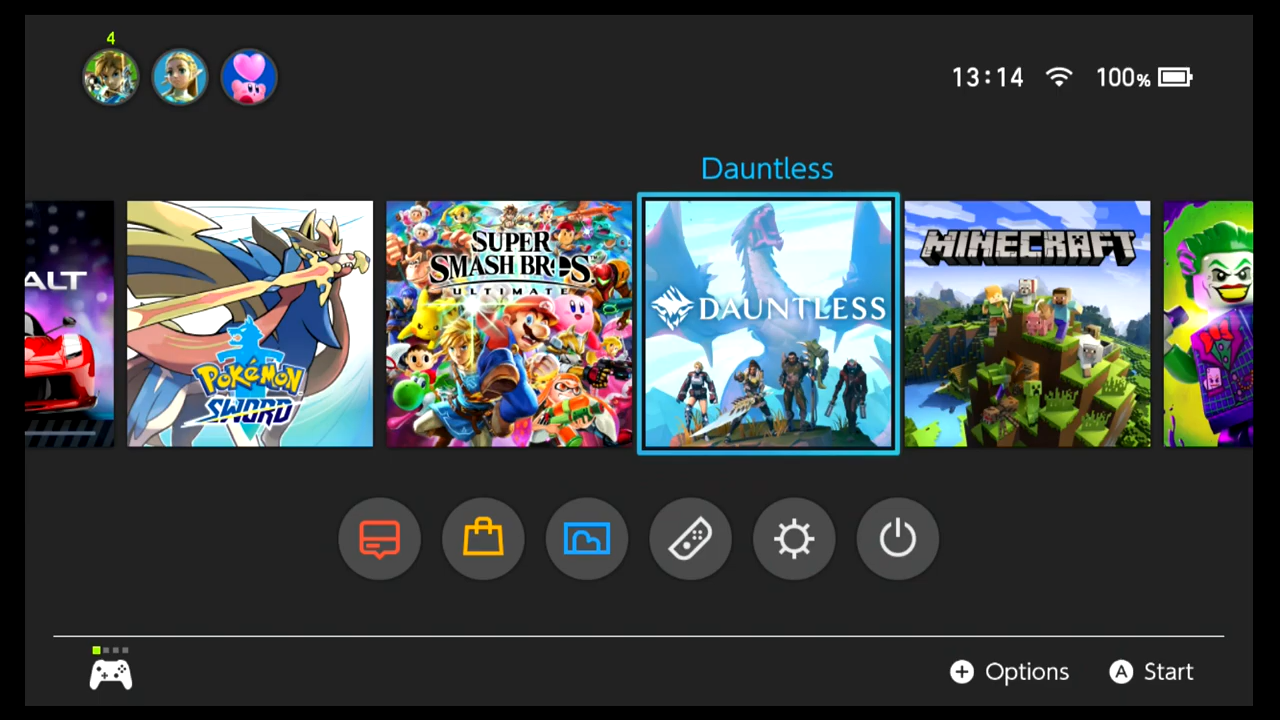 4
13:14
100%
Dauntless
ALT
POKÉMON
SWORD
SUPER
SMASH BROS.
ULTIMATE
DAUNTLESS
MINECRAFT
+ Options
A Start